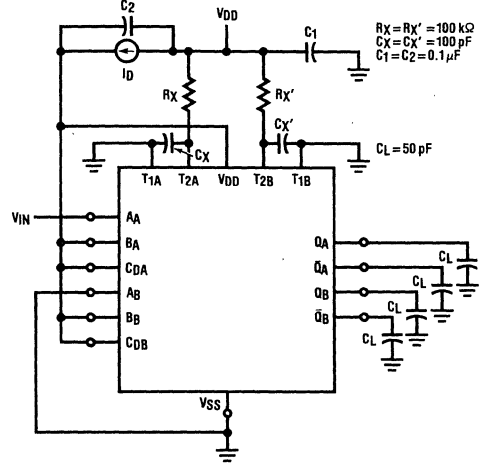 C2
VDD
C1
RX=RX'=100 kΩ
CX=CX'=100 pF
C1=C2=0.1 µF
ID
RX
RX'
CX
CX'
CL=50 pF
T1A
T2A
VDD
T2B
T1B
VIN
AA
BA
CDA
AB
BB
CDB
QA
Q̄A
QB
Q̄B
CL
CL
CL
CL
VSS